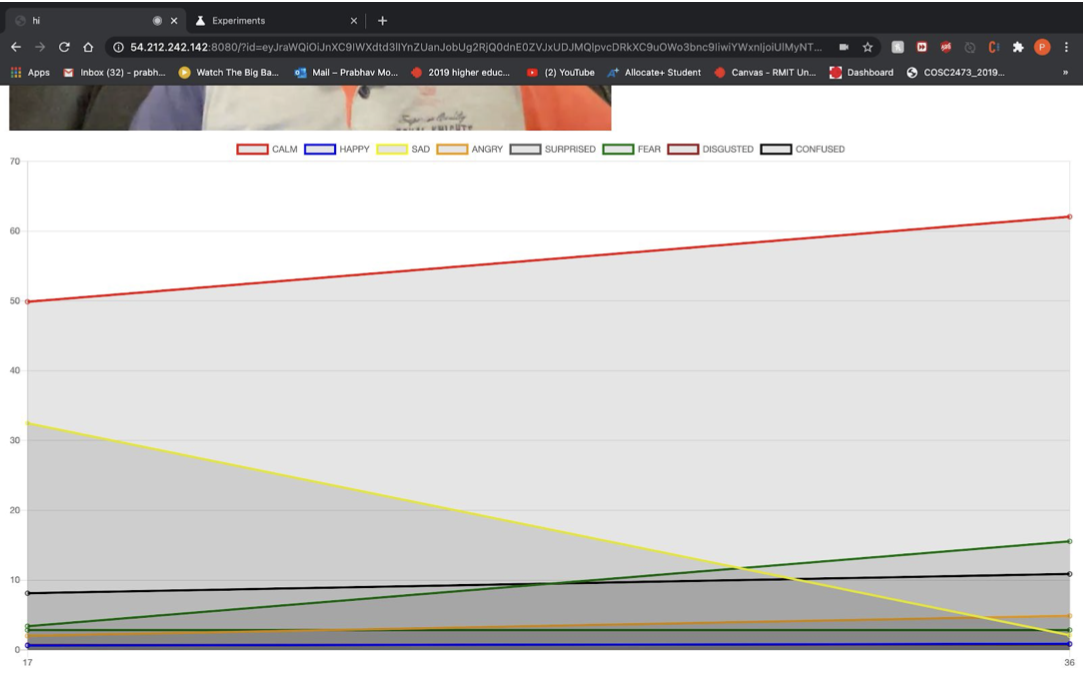 hi
Experiments
54.212.242.142:8080/?id=eyJraWQiOiJnXC9IWXdtd3lIYnZUanJobUg2RjQ0dnE0ZVJxUDJMQlpvcDRkXC9uOWo3bnc9IiwiYWxnIjoiUlMyNT...
Apps Inbox (32) - prabh... Watch The Big Ba... Mail – Prabhav Mo... 2019 higher educ... (2) YouTube Allocate+ Student Canvas - RMIT Un... Dashboard COSC2473_2019... »
CALM HAPPY SAD ANGRY SURPRISED FEAR DISGUSTED CONFUSED
70
60
50
40
30
20
10
0
17 36